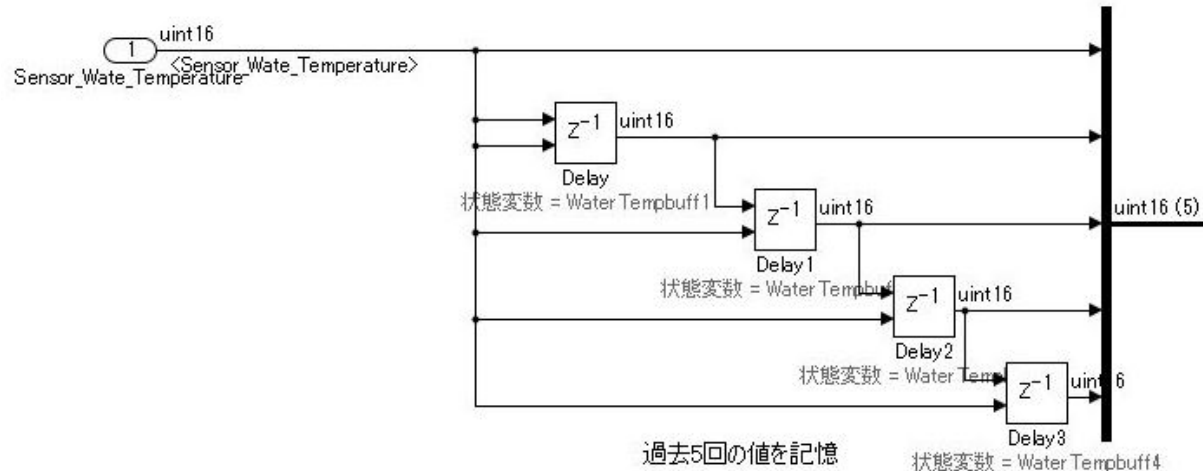 uint16
1
<Sensor_Wate_Temperature>
Sensor_Wate_Temperature
z-1
uint16
Delay
状態変数 = WaterTempbuff1
z-1
uint16
Delay1
状態変数 = WaterTempbuf
uint16 (5)
z-1
uint16
Delay2
状態変数 = Water
z-1
Delay3
過去5回の値を記憶
状態変数 = WaterTempbuff4